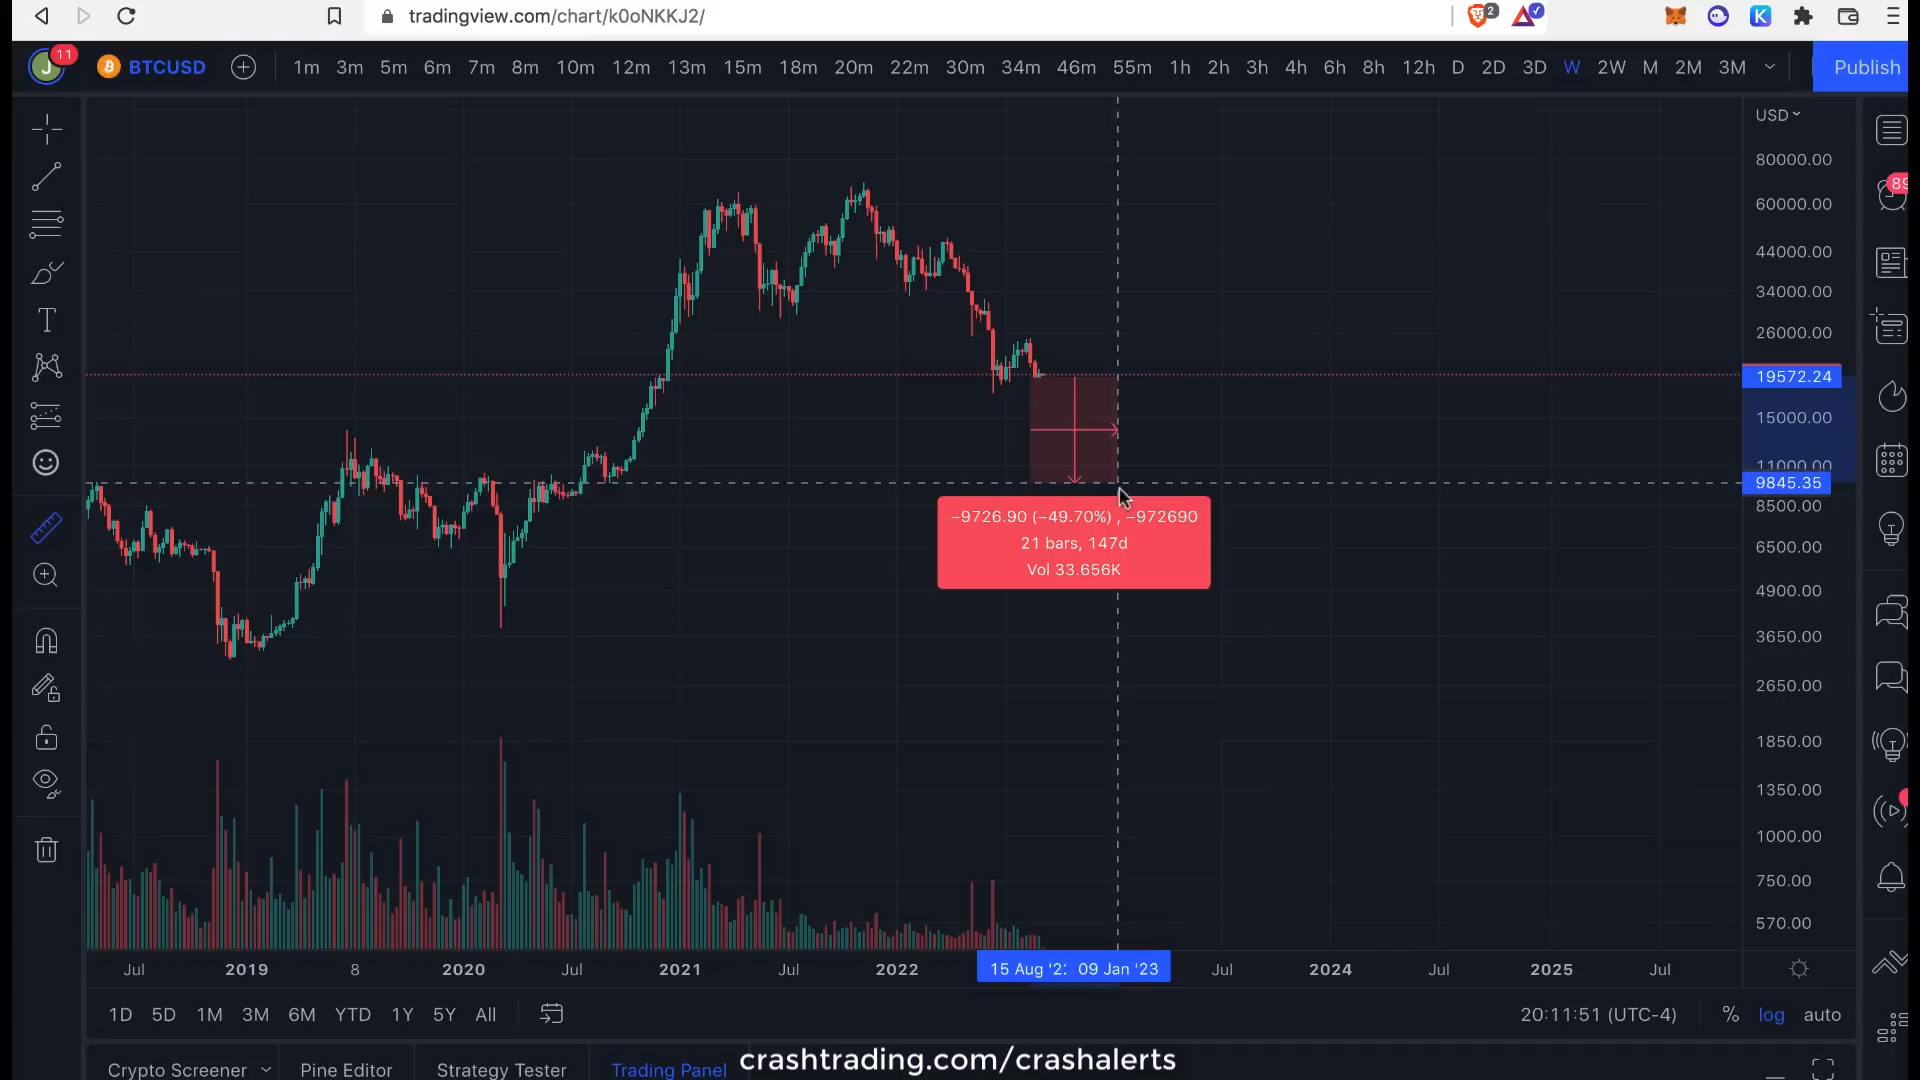 tradingview.com/chart/k0oNKKJ2/
2
J
11
BTCUSD
1m 3m 5m 6m 7m 8m 10m 12m 13m 15m 18m 20m 22m 30m 34m 46m 55m 1h 2h 3h 4h 6h 8h 12h D 2D 3D W 2W M 2M 3M
Publish
USD
80000.00
60000.00
44000.00
34000.00
26000.00
19572.24
15000.00
11000.00
9845.35
8500.00
6500.00
4900.00
3650.00
2650.00
1850.00
1350.00
1000.00
750.00
570.00
89
−9726.90 (−49.70%) , −972690
21 bars, 147d
Vol 33.656K
Jul 2019 8 2020 Jul 2021 Jul 2022 15 Aug '22 09 Jan '23 Jul 2024 Jul 2025 Jul
1D 5D 1M 3M 6M YTD 1Y 5Y All
20:11:51 (UTC-4) % log auto
Crypto Screener Pine Editor Strategy Tester Trading Panel
crashtrading.com/crashalerts